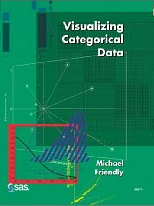 Visualizing
Categorical
Data
Michael
Friendly
sas